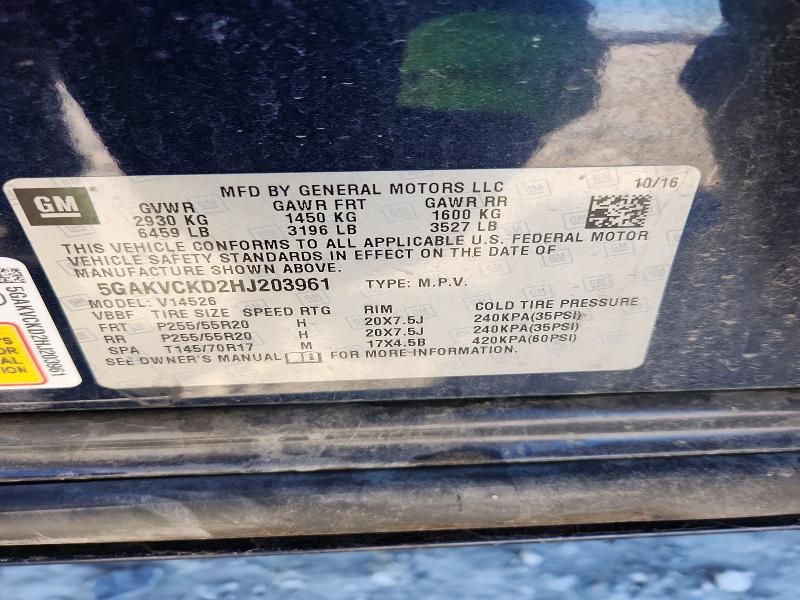 GM
MFD BY GENERAL MOTORS LLC
10/16
GVWR GAWR FRT GAWR RR
2930 KG 1450 KG 1600 KG
6459 LB 3196 LB 3527 LB
THIS VEHICLE CONFORMS TO ALL APPLICABLE U.S. FEDERAL MOTOR
VEHICLE SAFETY STANDARDS IN EFFECT ON THE DATE OF
MANUFACTURE SHOWN ABOVE.
5GAKVCKD2HJ203961 TYPE: M.P.V.
MODEL: V14526
VBBF TIRE SIZE SPEED RTG RIM COLD TIRE PRESSURE
FRT P255/55R20 H 20X7.5J 240KPA(35PSI)
RR P255/55R20 H 20X7.5J 240KPA(35PSI)
SPA T145/70R17 M 17X4.5B 420KPA(60PSI)
SEE OWNER'S MANUAL FOR MORE INFORMATION.
5GAKVCKD2HJ203961